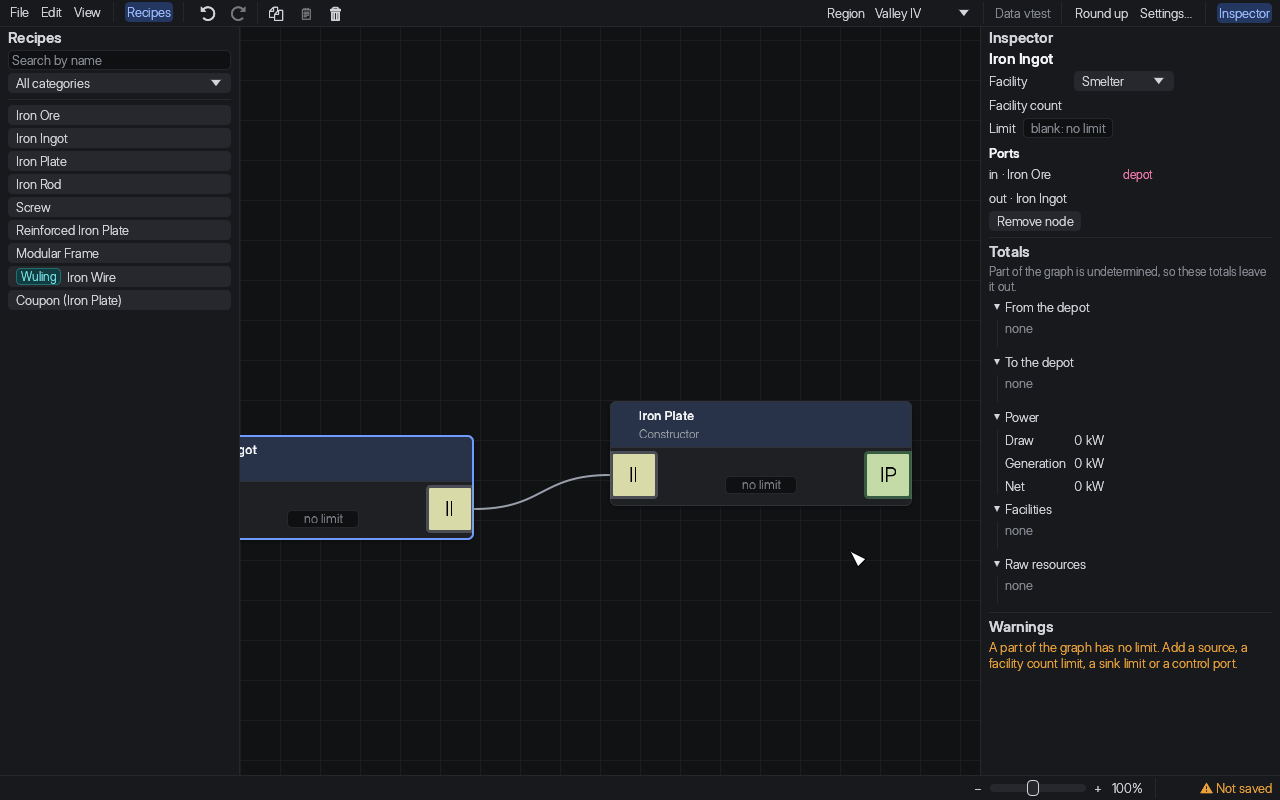 File Edit View Recipes Region Valley IV Data vtest Round up Settings... Inspector
Recipes
Search by name
All categories
Iron Ore
Iron Ingot
Iron Plate
Iron Rod
Screw
Reinforced Iron Plate
Modular Frame
Wuling Iron Wire
Coupon (Iron Plate)
got
no limit
II
Iron Plate
Constructor
II
no limit
IP
Inspector
Iron Ingot
Facility Smelter
Facility count
Limit blank: no limit
Ports
in · Iron Ore depot
out · Iron Ingot
Remove node
Totals
Part of the graph is undetermined, so these totals leave
it out.
From the depot
none
To the depot
none
Power
Draw 0 kW
Generation 0 kW
Net 0 kW
Facilities
none
Raw resources
none
Warnings
A part of the graph has no limit. Add a source, a
facility count limit, a sink limit or a control port.
− + 100% Not saved